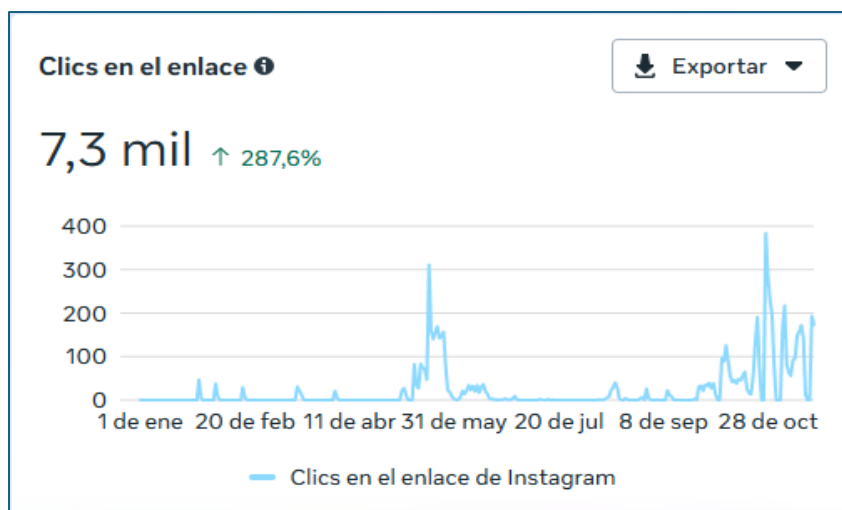 Clics en el enlace
Exportar
7,3 mil ↑ 287,6%
400
300
200
100
0
1 de ene 20 de feb 11 de abr 31 de may 20 de jul 8 de sep 28 de oct
Clics en el enlace de Instagram